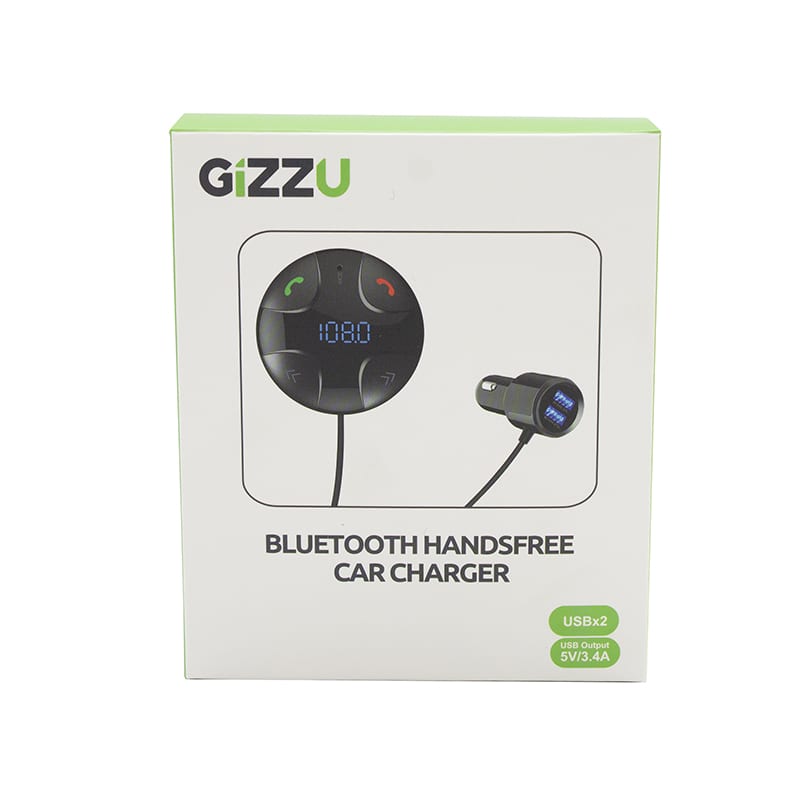 GiZZU
108.0
BLUETOOTH HANDSFREE
CAR CHARGER
USBx2
USB Output
5V/3.4A